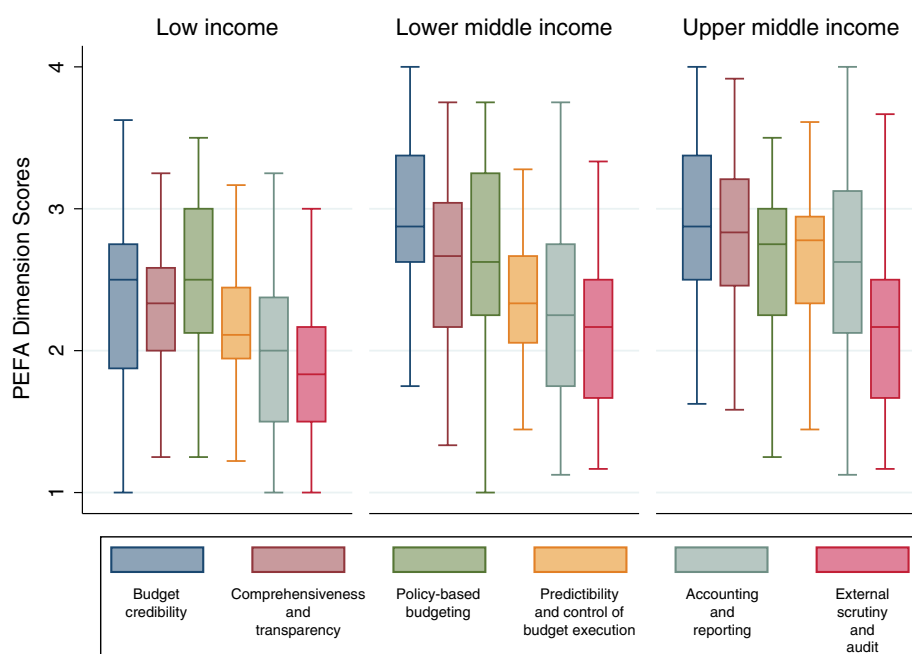 Low income
Lower middle income
Upper middle income
PEFA Dimension Scores
4
3
2
1
Budget
credibility
Comprehensiveness
and
transparency
Policy-based
budgeting
Predictibility
and control of
budget execution
Accounting
and
reporting
External
scrutiny
and
audit